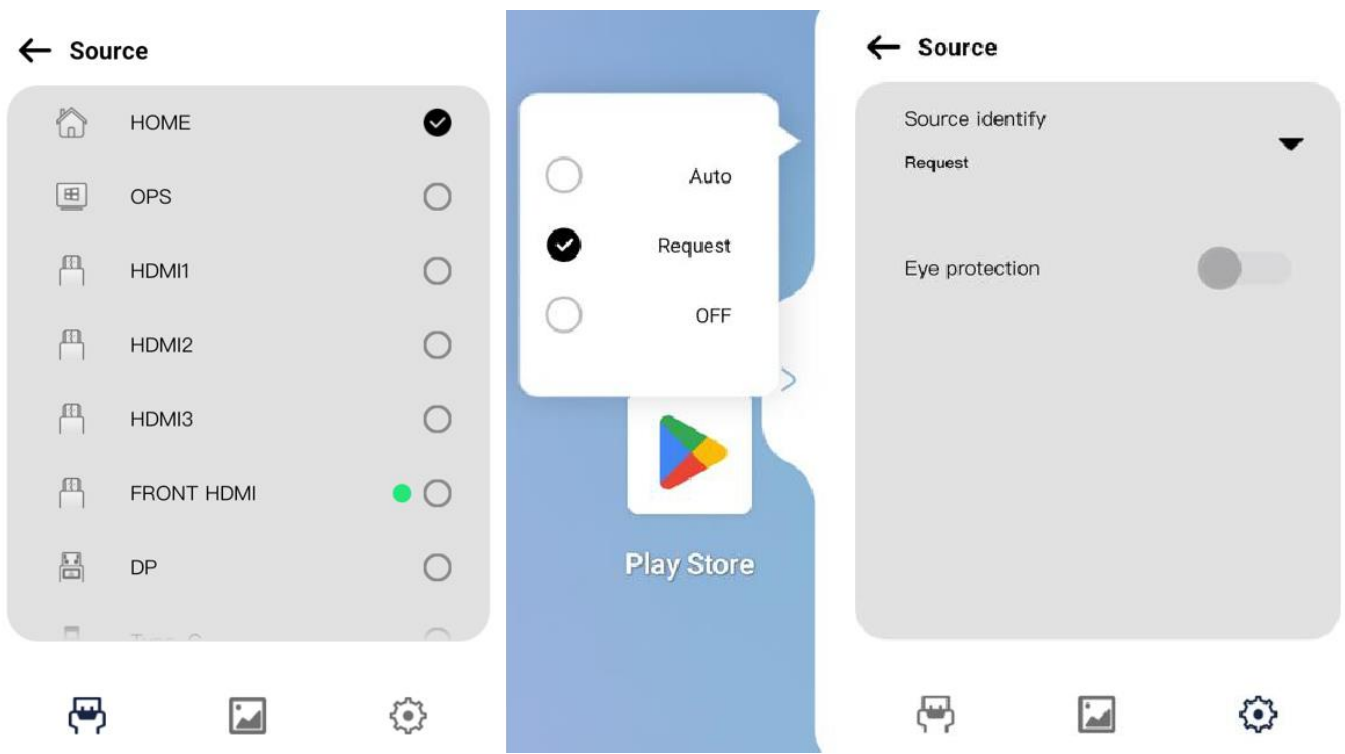 Source
HOME
OPS
HDMI1
HDMI2
HDMI3
FRONT HDMI
DP
Auto
Request
OFF
Play Store
Source
Source identify
Request
Eye protection